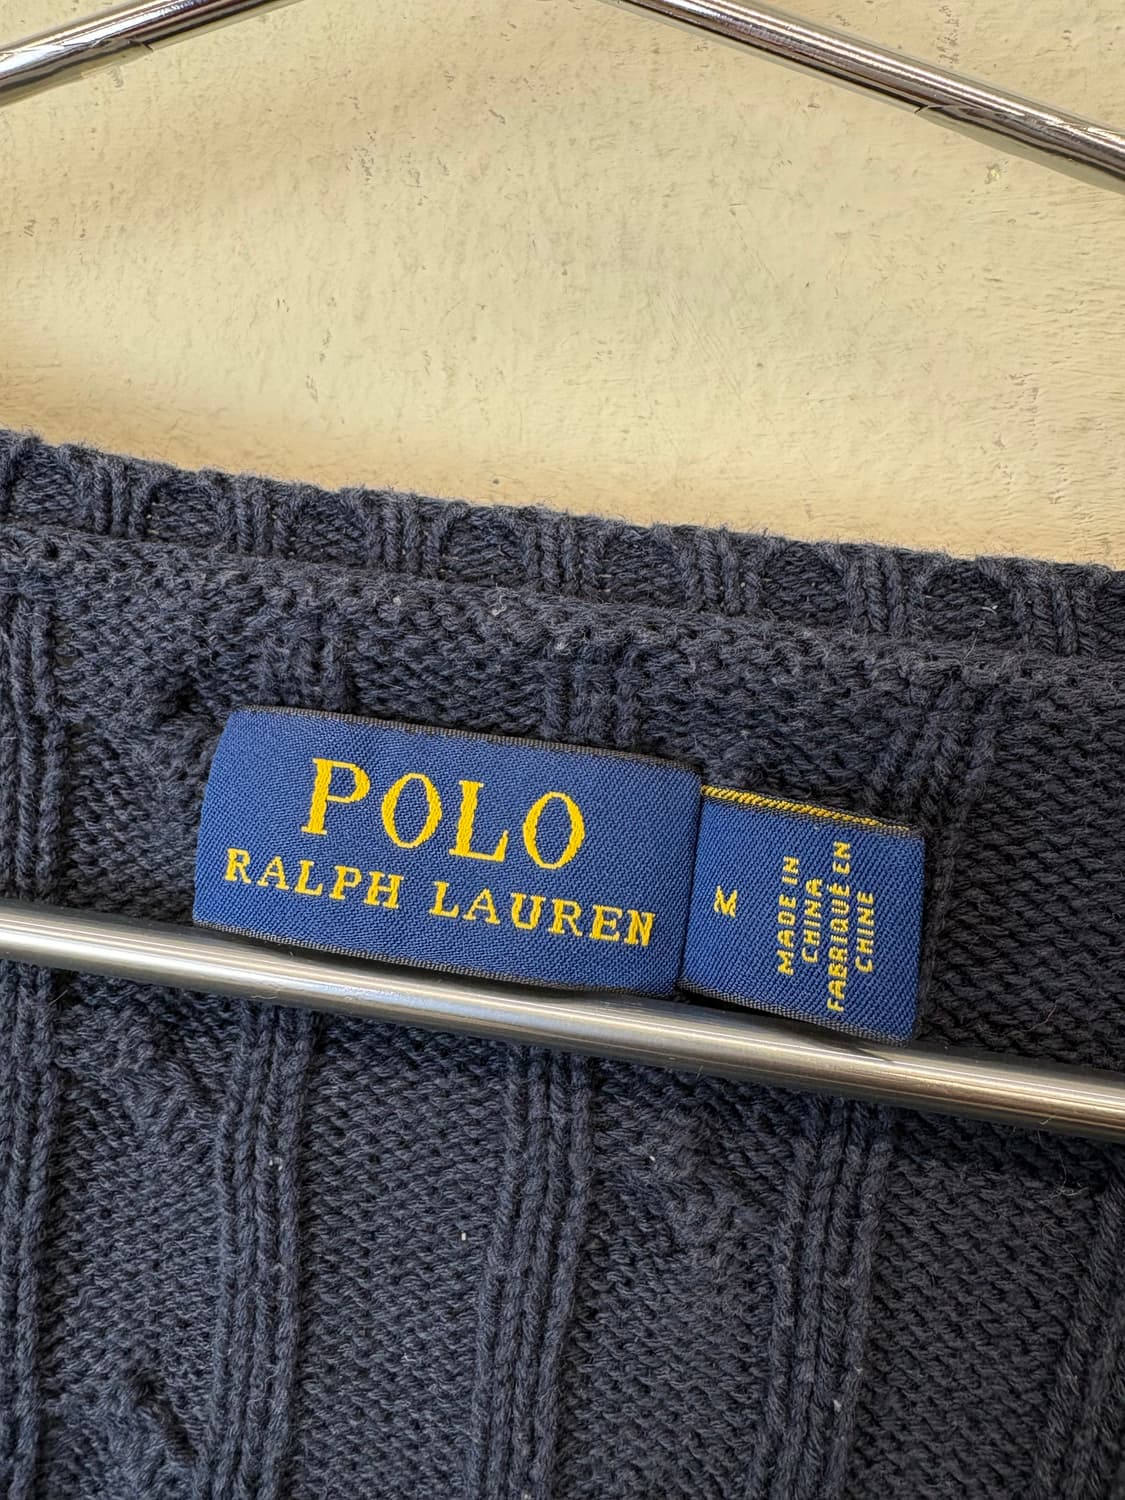 POLO
RALPH LAUREN
M
MADE IN
CHINA
FABRIQUÉ EN
CHINE